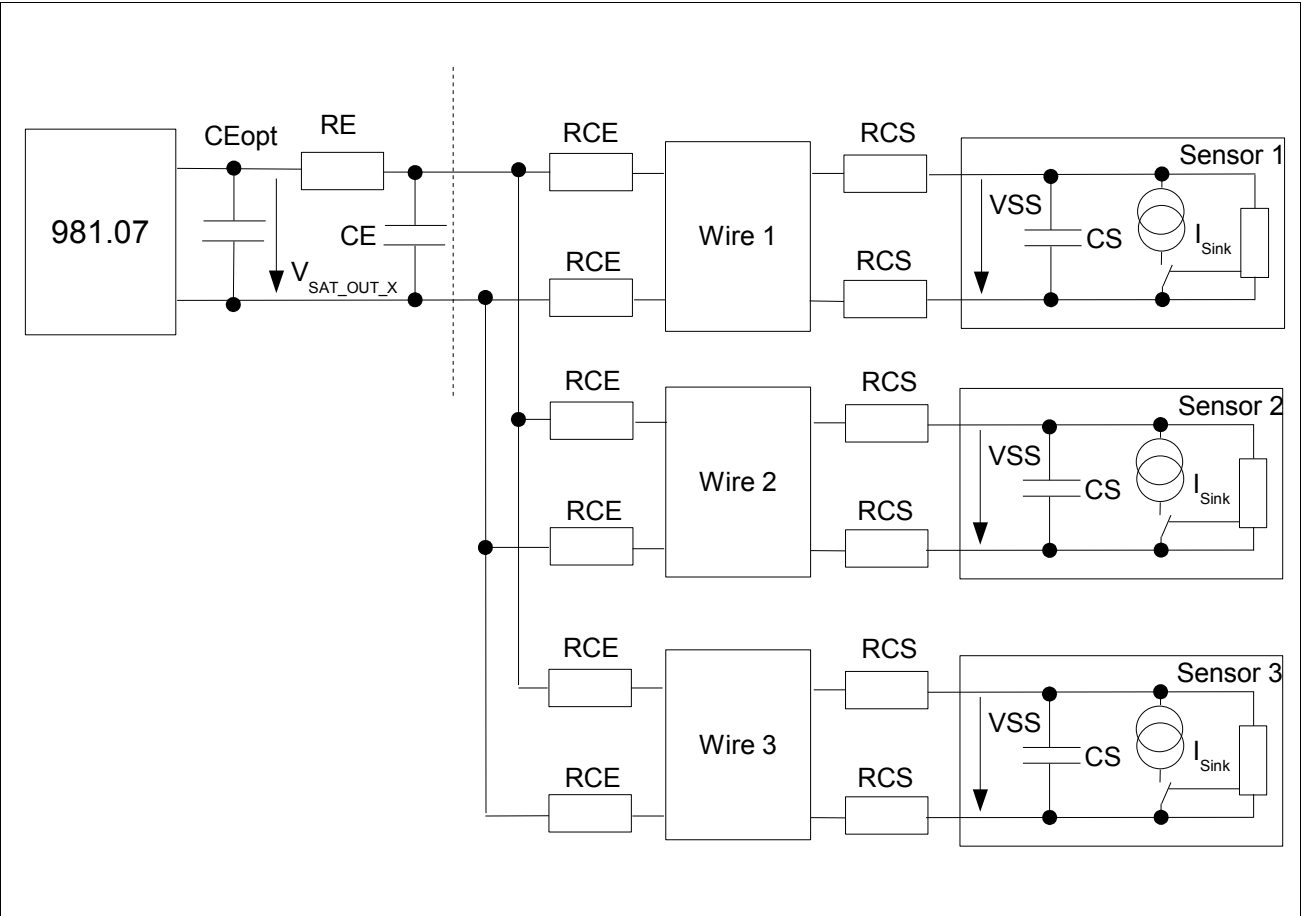 CEopt
RE
981.07
CE
V SAT_OUT_X
RCE
RCS
Sensor 1
Wire 1
VSS
CS
I Sink
RCE
RCS
RCE
RCS
Sensor 2
Wire 2
VSS
CS
I Sink
RCE
RCS
RCE
RCS
Sensor 3
Wire 3
VSS
CS
I Sink
RCE
RCS